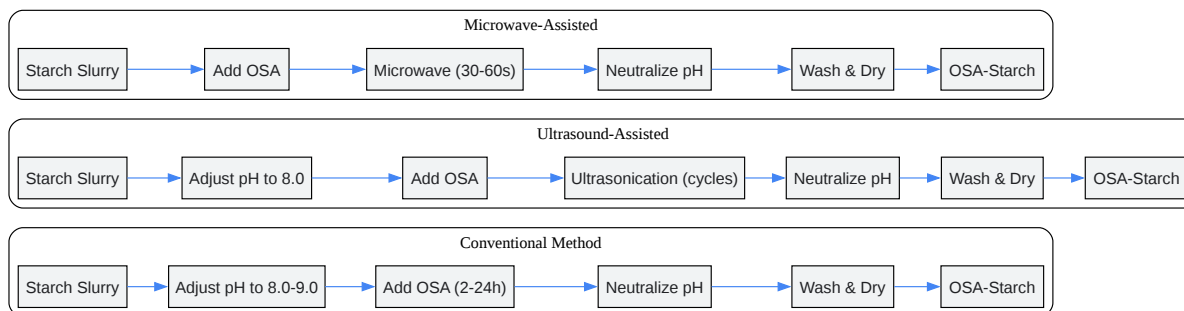 Microwave-Assisted
Starch Slurry
Add OSA
Microwave (30-60s)
Neutralize pH
Wash & Dry
OSA-Starch
Ultrasound-Assisted
Starch Slurry
Adjust pH to 8.0
Add OSA
Ultrasonication (cycles)
Neutralize pH
Wash & Dry
OSA-Starch
Conventional Method
Starch Slurry
Adjust pH to 8.0-9.0
Add OSA (2-24h)
Neutralize pH
Wash & Dry
OSA-Starch